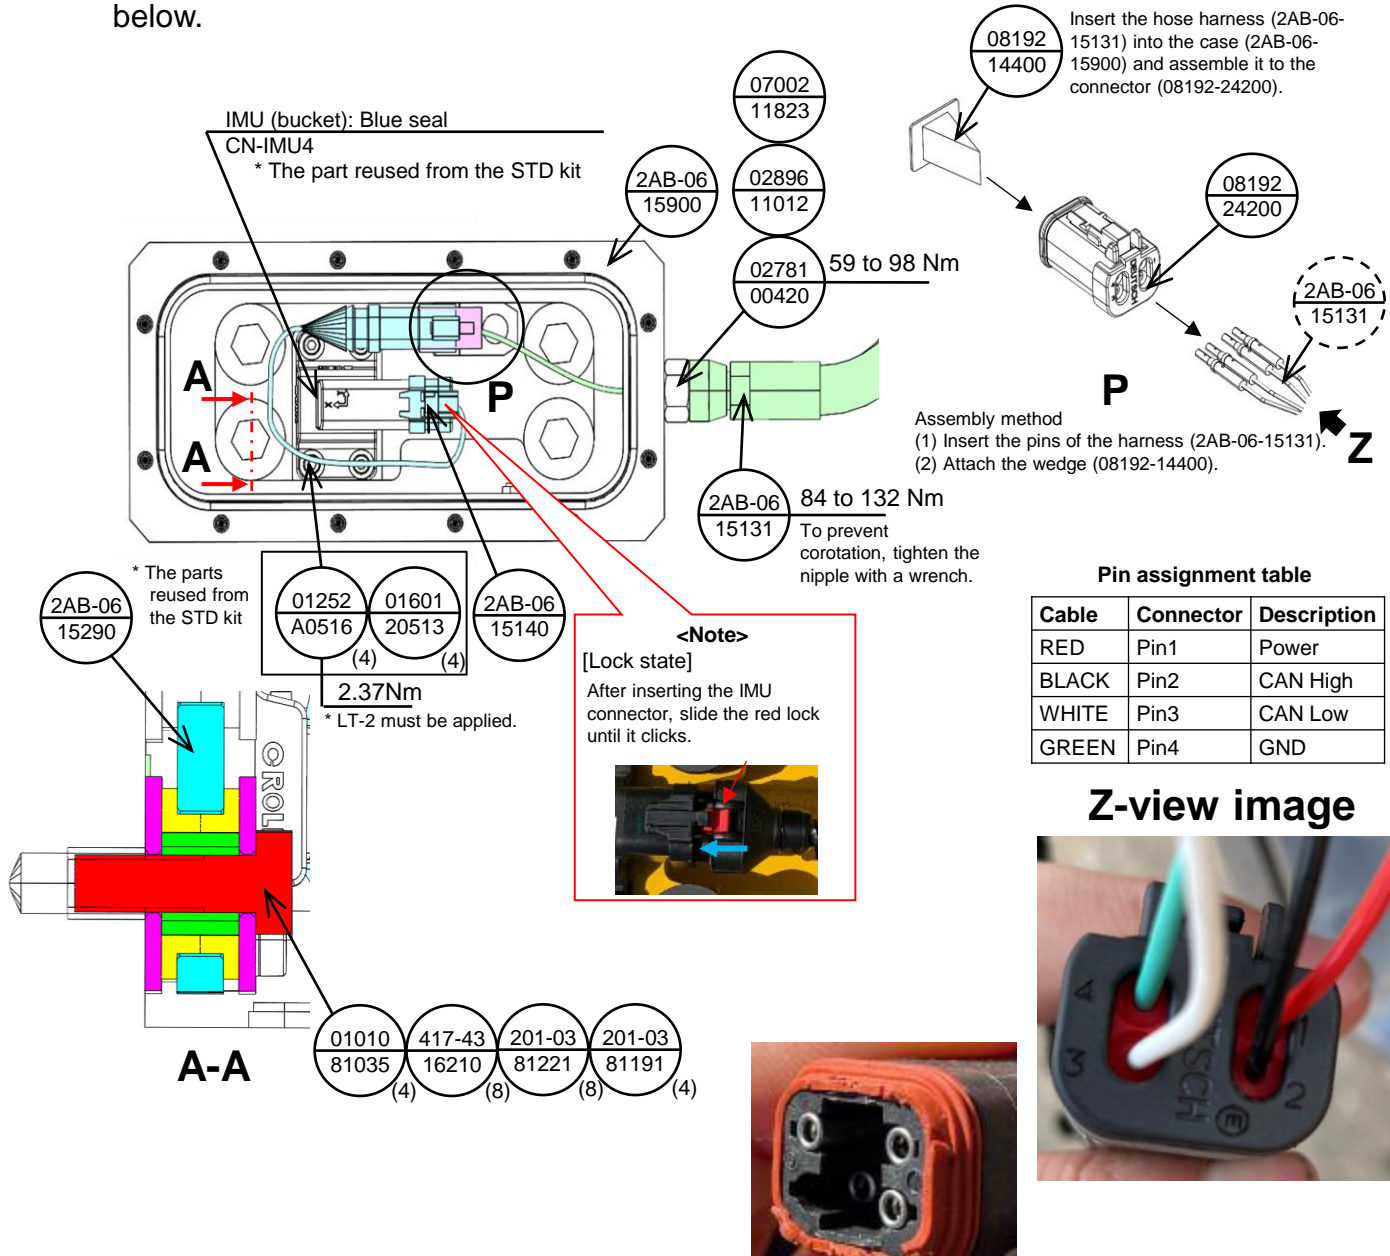 below.
IMU (bucket): Blue seal
CN-IMU4
* The part reused from the STD kit
2AB-06
15900
07002
11823
02896
11012
02781
00420
59 to 98 Nm
08192
14400
Insert the hose harness (2AB-06-
15131) into the case (2AB-06-
15900) and assemble it to the
connector (08192-24200).
08192
24200
2AB-06
15131
P
Z
Assembly method
(1) Insert the pins of the harness (2AB-06-15131).
(2) Attach the wedge (08192-14400).
A
A
P
X
2AB-06
15131
84 to 132 Nm
To prevent
corotation, tighten the
nipple with a wrench.
2AB-06
15290
* The parts
reused from
the STD kit
01252
A0516
(4)
01601
20513
(4)
2AB-06
15140
2.37Nm
* LT-2 must be applied.
<Note>
[Lock state]
After inserting the IMU
connector, slide the red lock
until it clicks.
Pin assignment table
Cable Connector Description
RED Pin1 Power
BLACK Pin2 CAN High
WHITE Pin3 CAN Low
GREEN Pin4 GND
Z-view image
4
3
1
2
TSCH
E
CROL
A-A
01010
81035
(4)
417-43
16210
(8)
201-03
81221
(8)
201-03
81191
(4)